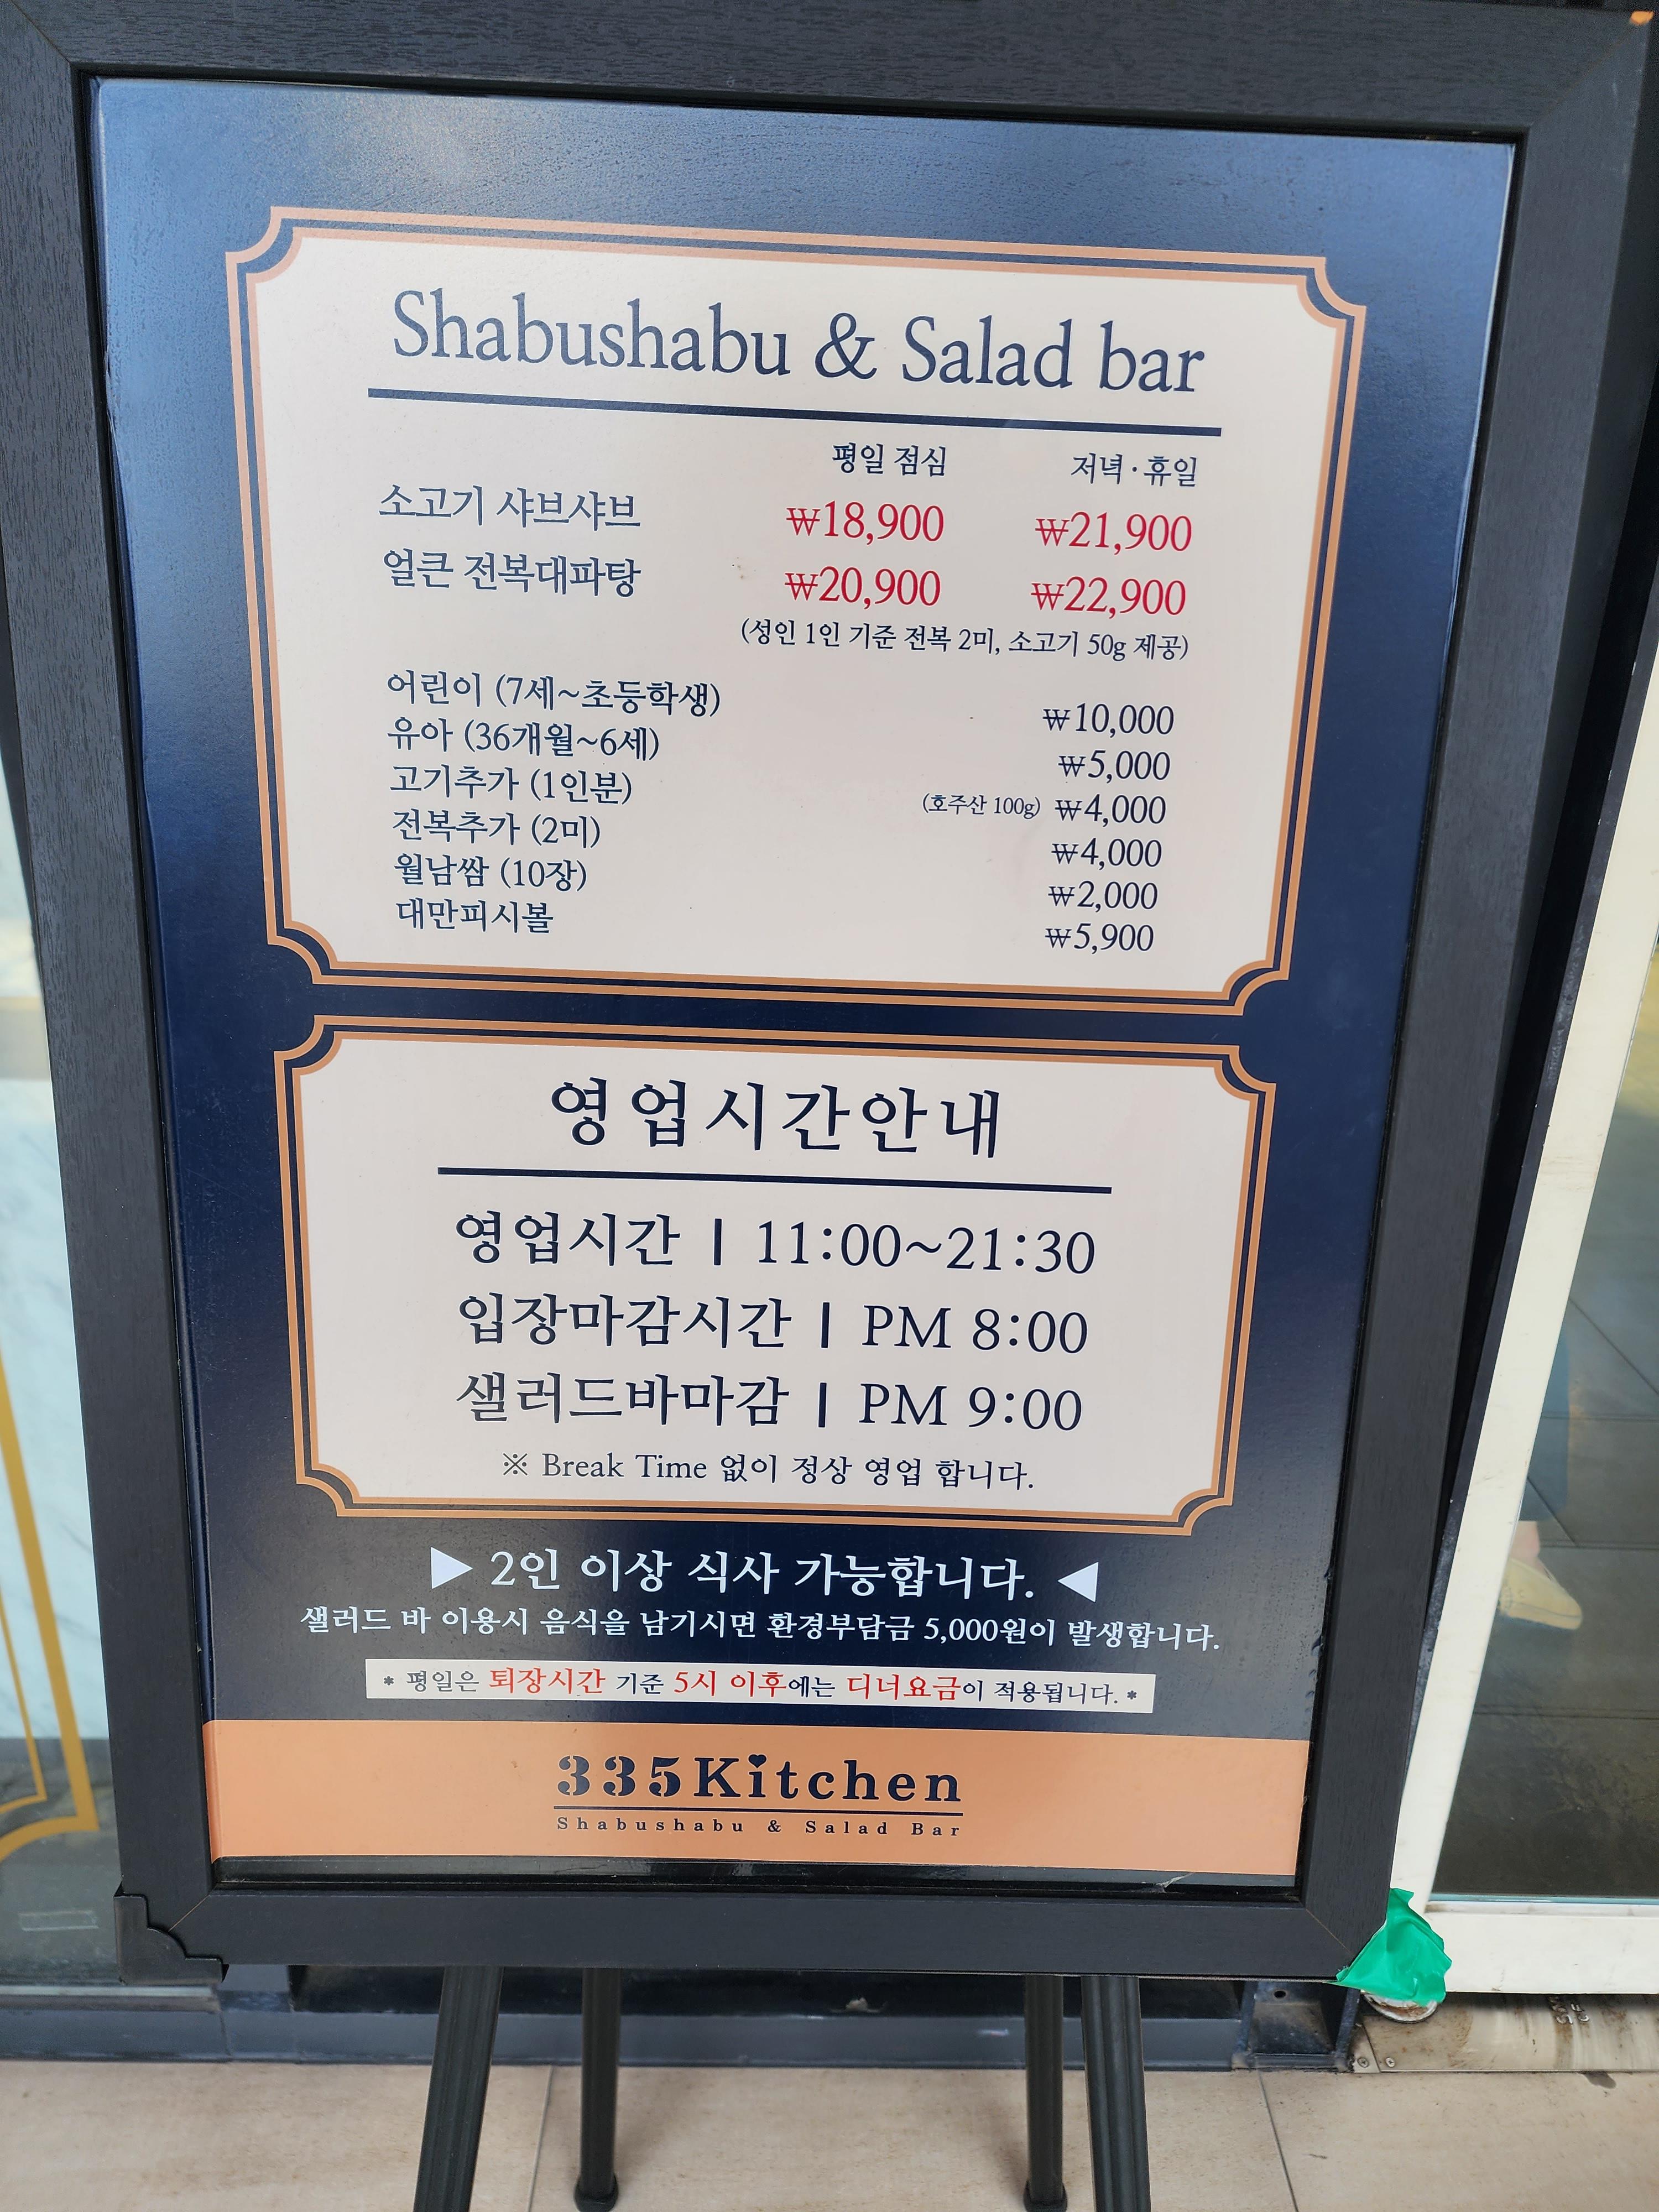 Shabushabu & Salad bar
평일 점심 저녁·휴일
소고기 샤브샤브 ₩18,900 ₩21,900
얼큰 전복대파탕 ₩20,900 ₩22,900
(성인 1인 기준 전복 2미, 소고기 50g 제공)
어린이 (7세~초등학생) ₩10,000
유아 (36개월~6세) ₩5,000
고기추가 (1인분) (호주산 100g) ₩4,000
전복추가 (2미) ₩4,000
월남쌈 (10장) ₩2,000
대만피시볼 ₩5,900
영업시간안내
영업시간 | 11:00~21:30
입장마감시간 | PM 8:00
샐러드바마감 | PM 9:00
※ Break Time 없이 정상 영업 합니다.
▶ 2인 이상 식사 가능합니다. ◀
샐러드 바 이용시 음식을 남기시면 환경부담금 5,000원이 발생합니다.
* 평일은 퇴장시간 기준 5시 이후에는 디너요금이 적용됩니다. *
335Kitchen
Shabushabu & Salad Bar